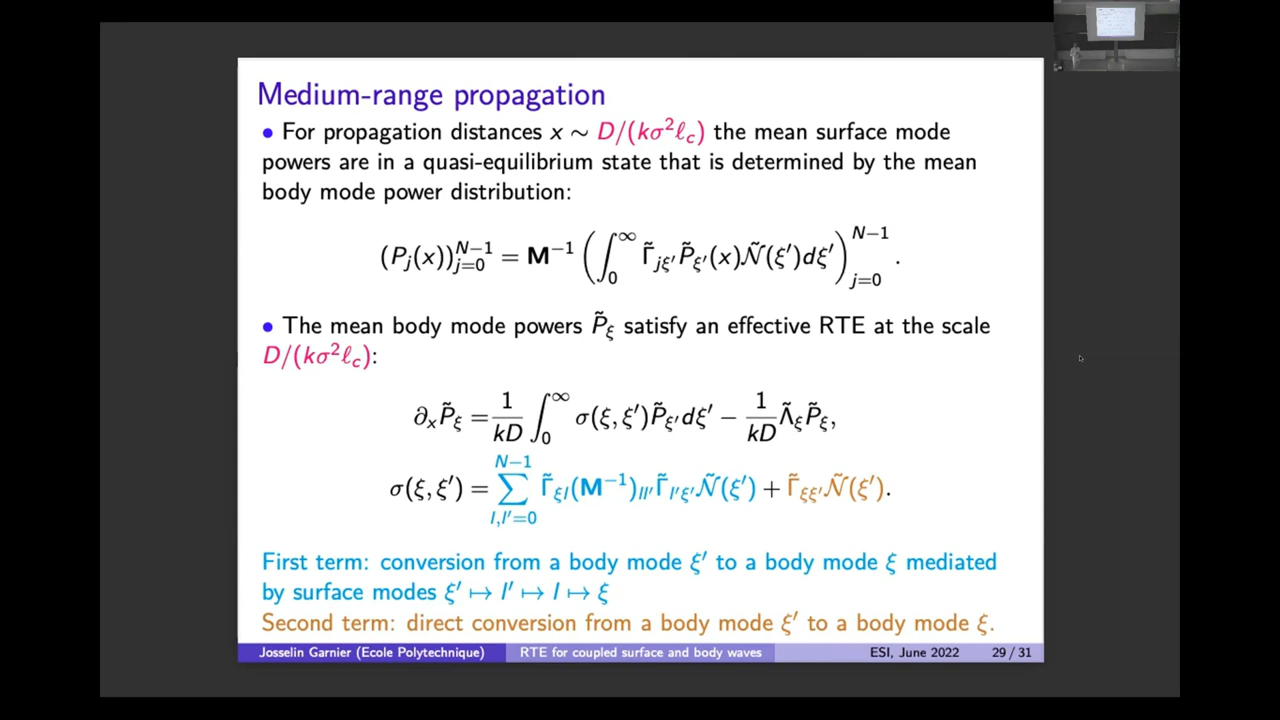 Medium-range propagation
• For propagation distances x ∼ D/(kσ²ℓ_c) the mean surface mode
powers are in a quasi-equilibrium state that is determined by the mean
body mode power distribution:
(P_j(x))_{j=0}^{N−1} = M^{−1} ( ∫_0^∞ Γ̃_{jξ′} P̃_{ξ′}(x) Ñ(ξ′)dξ′ )_{j=0}^{N−1} .
• The mean body mode powers P̃_ξ satisfy an effective RTE at the scale
D/(kσ²ℓ_c):
∂_x P̃_ξ = 1/(kD) ∫_0^∞ σ(ξ, ξ′)P̃_{ξ′} dξ′ − 1/(kD) Λ̃_ξ P̃_ξ,
σ(ξ, ξ′) = ∑_{l,l′=0}^{N−1} Γ̃_{ξl}(M^{−1})_{ll′} Γ̃_{l′ξ′} Ñ(ξ′) + Γ̃_{ξξ′} Ñ(ξ′).
First term: conversion from a body mode ξ′ to a body mode ξ mediated
by surface modes ξ′ ↦ l′ ↦ l ↦ ξ
Second term: direct conversion from a body mode ξ′ to a body mode ξ.
Josselin Garnier (Ecole Polytechnique) RTE for coupled surface and body waves ESI, June 2022 29 / 31